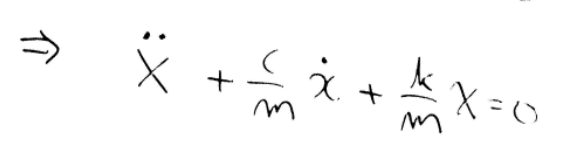 ⇒ ẍ + c/m ẋ + k/m x = 0